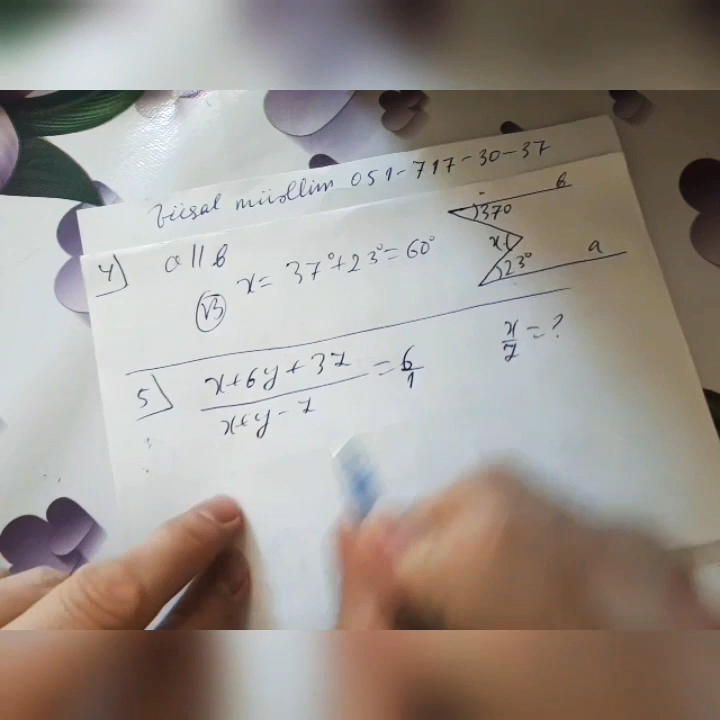 Vüsal müəllim 051-717-30-37
4) a || b
x = 37° + 23° = 60°
B
b
37°
x
23°
a
5) x+6y+3z / x+y-z = 6/1
x/z = ?